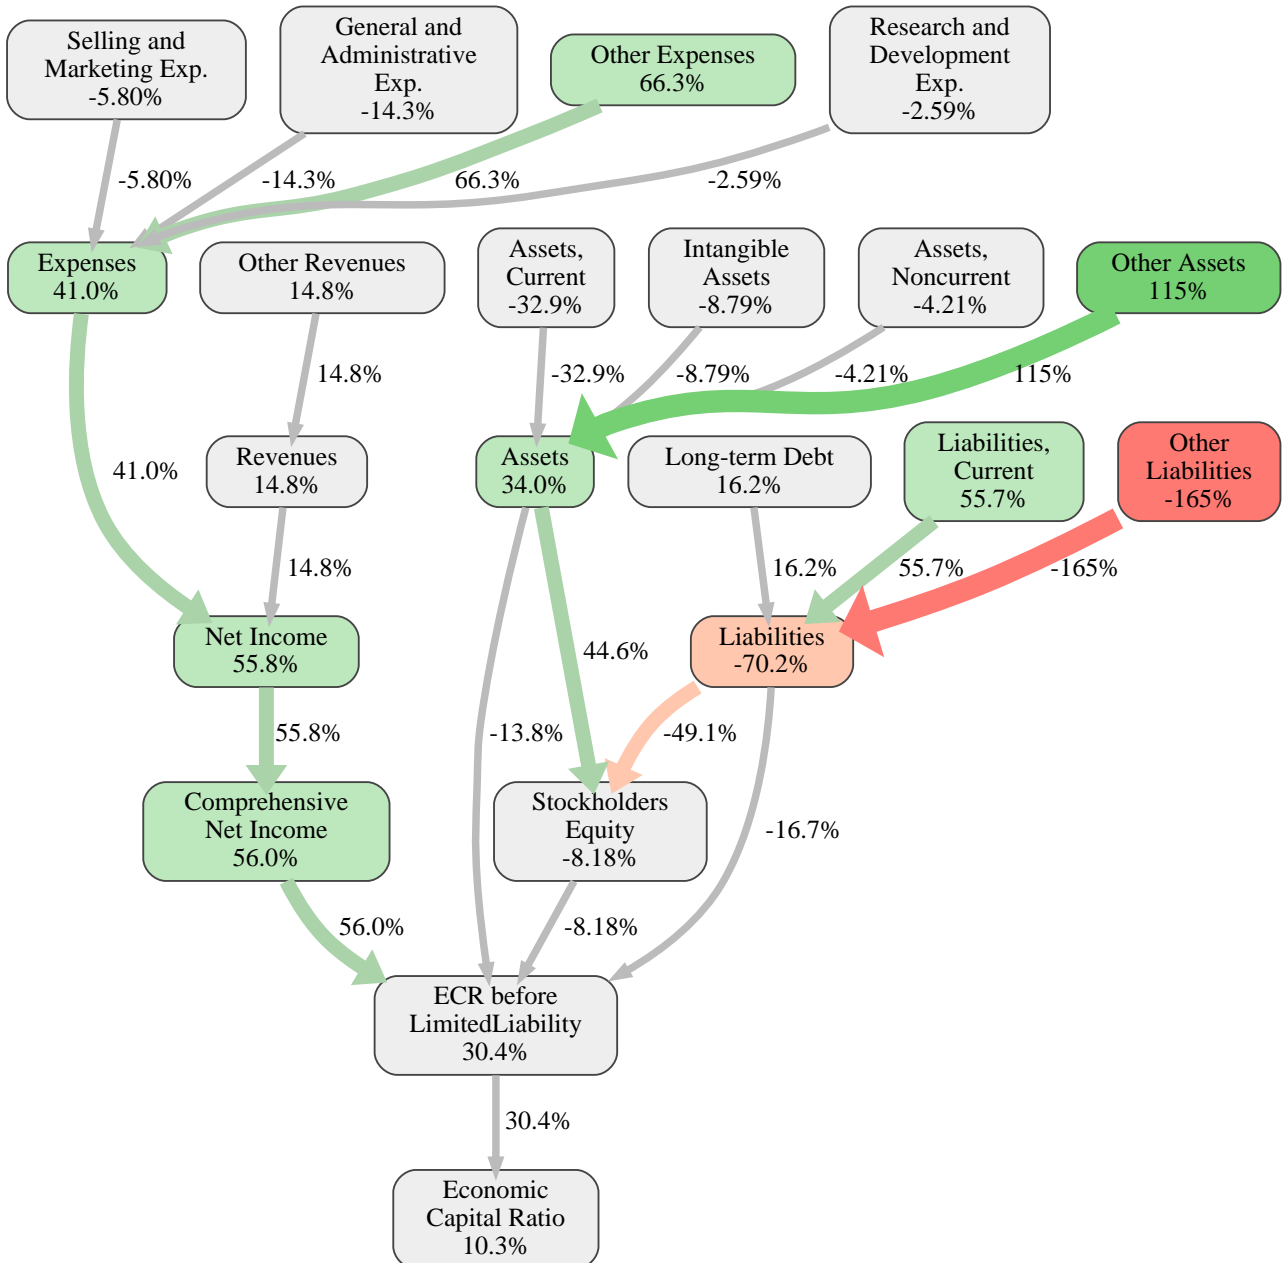 Selling and
Marketing Exp.
-5.80%
General and
Administrative
Exp.
-14.3%
Other Expenses
66.3%
Research and
Development
Exp.
-2.59%
-5.80%
-14.3%
66.3%
-2.59%
Expenses
41.0%
Other Revenues
14.8%
Assets,
Current
-32.9%
Intangible
Assets
-8.79%
Assets,
Noncurrent
-4.21%
Other Assets
115%
14.8%
-32.9%
-8.79%
-4.21%
115%
41.0%
Revenues
14.8%
Assets
34.0%
Long-term Debt
16.2%
Liabilities,
Current
55.7%
Other
Liabilities
-165%
14.8%
16.2%
55.7%
-165%
Net Income
55.8%
44.6%
Liabilities
-70.2%
55.8%
-13.8%
-49.1%
Comprehensive
Net Income
56.0%
Stockholders
Equity
-8.18%
-16.7%
56.0%
-8.18%
ECR before
LimitedLiability
30.4%
30.4%
Economic
Capital Ratio
10.3%